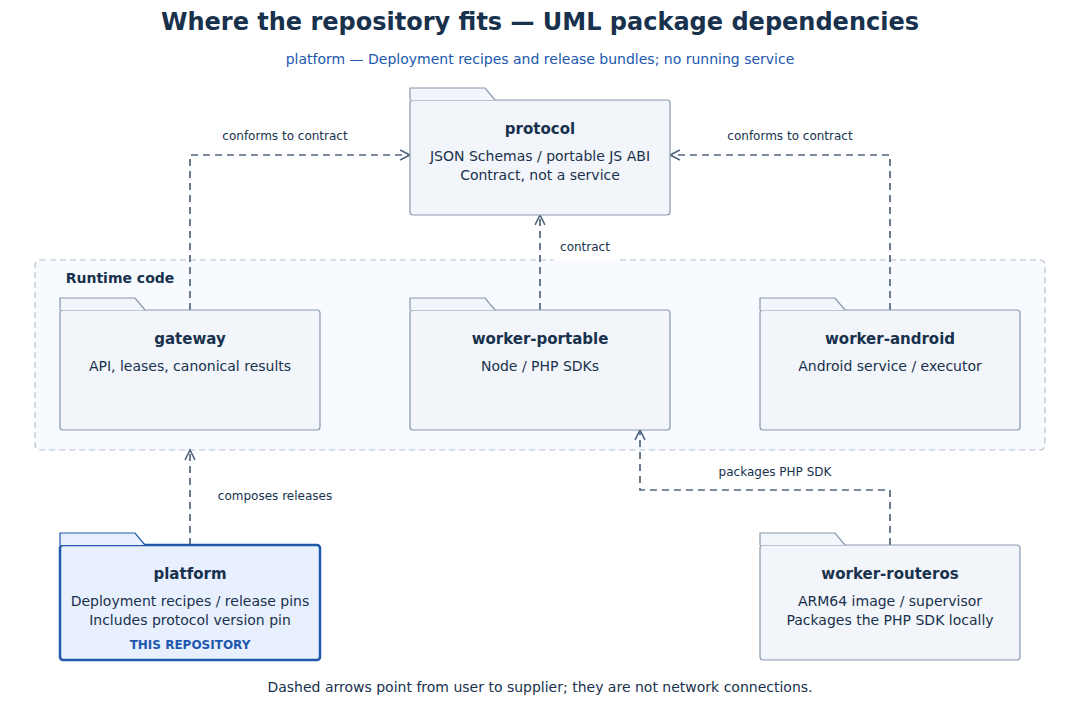 Where the repository fits — UML package dependencies
platform — Deployment recipes and release bundles; no running service
protocol
JSON Schemas / portable JS ABI
Contract, not a service
conforms to contract
conforms to contract
contract
Runtime code
gateway
API, leases, canonical results
worker-portable
Node / PHP SDKs
worker-android
Android service / executor
composes releases
packages PHP SDK
platform
Deployment recipes / release pins
Includes protocol version pin
THIS REPOSITORY
worker-routeros
ARM64 image / supervisor
Packages the PHP SDK locally
Dashed arrows point from user to supplier; they are not network connections.